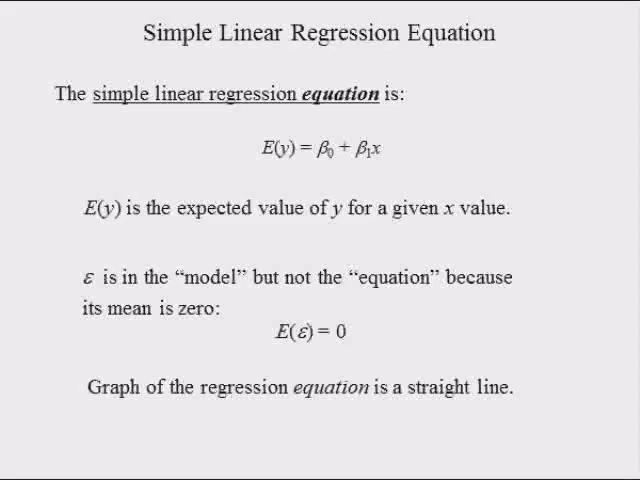 Simple Linear Regression Equation
The simple linear regression equation is:
E(y) = β₀ + β₁x
E(y) is the expected value of y for a given x value.
ε is in the “model” but not the “equation” because
its mean is zero:
E(ε) = 0
Graph of the regression equation is a straight line.